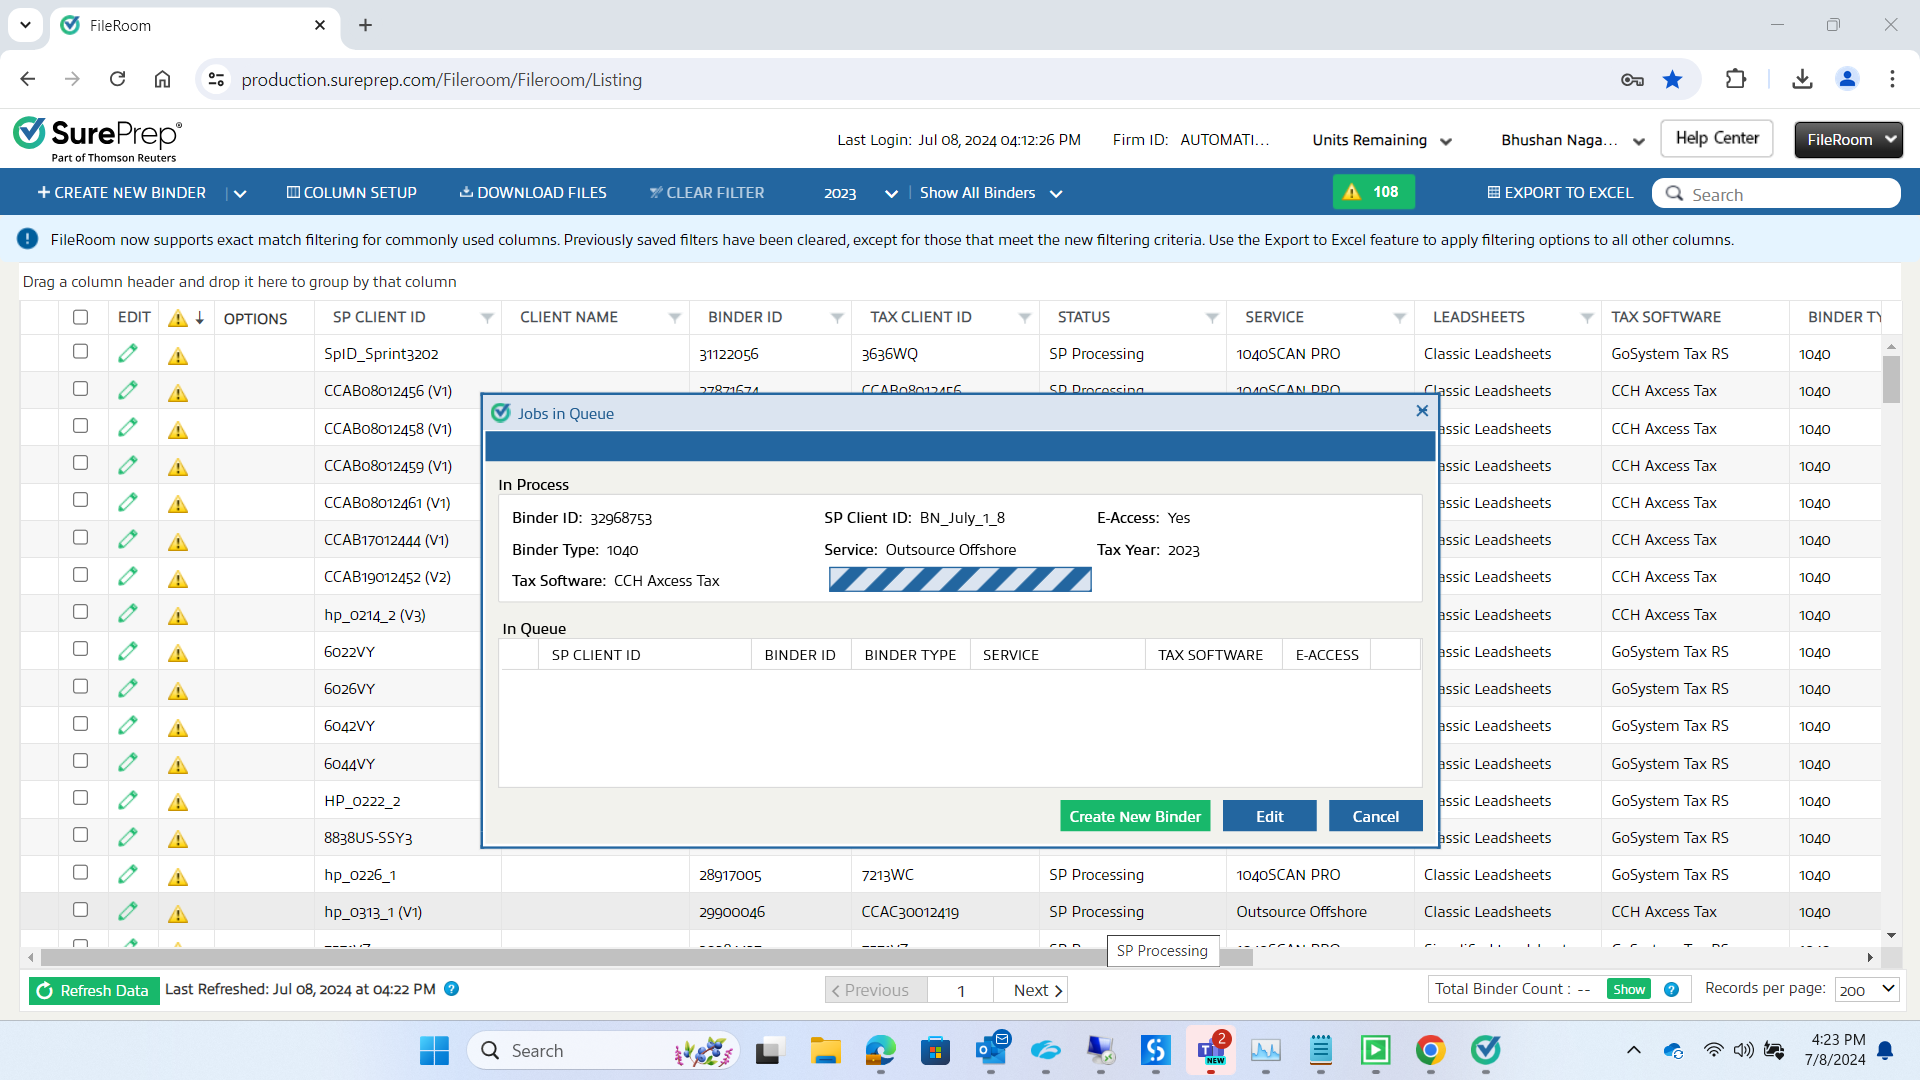 FileRoom
production.sureprep.com/Fileroom/Fileroom/Listing
SurePrep®
Part of Thomson Reuters
Last Login: Jul 08, 2024 04:12:26 PM Firm ID: AUTOMATI... Units Remaining Bhushan Naga... Help Center FileRoom
+ CREATE NEW BINDER COLUMN SETUP DOWNLOAD FILES CLEAR FILTER 2023 Show All Binders 108 EXPORT TO EXCEL Search
FileRoom now supports exact match filtering for commonly used columns. Previously saved filters have been cleared, except for those that meet the new filtering criteria. Use the Export to Excel feature to apply filtering options to all other columns.
Drag a column header and drop it here to group by that column
EDIT OPTIONS SP CLIENT ID CLIENT NAME BINDER ID TAX CLIENT ID STATUS SERVICE LEADSHEETS TAX SOFTWARE BINDER TY
SpID_Sprint3202 31122056 3636WQ SP Processing 1040SCAN PRO Classic Leadsheets GoSystem Tax RS 1040
CCAB08012456 (V1) 27871674 CCAB08012456 SP Processing 1040SCAN PRO Classic Leadsheets CCH Axcess Tax 1040
CCAB08012458 (V1) assic Leadsheets CCH Axcess Tax 1040
CCAB08012459 (V1) assic Leadsheets CCH Axcess Tax 1040
CCAB08012461 (V1) assic Leadsheets CCH Axcess Tax 1040
CCAB17012444 (V1) assic Leadsheets CCH Axcess Tax 1040
CCAB19012452 (V2) assic Leadsheets CCH Axcess Tax 1040
hp_0214_2 (V3) assic Leadsheets CCH Axcess Tax 1040
6022VY assic Leadsheets GoSystem Tax RS 1040
6026VY assic Leadsheets GoSystem Tax RS 1040
6042VY assic Leadsheets GoSystem Tax RS 1040
6044VY assic Leadsheets GoSystem Tax RS 1040
HP_0222_2 assic Leadsheets GoSystem Tax RS 1040
8838US-SSY3 assic Leadsheets GoSystem Tax RS 1040
hp_0226_1 28917005 7213WC SP Processing 1040SCAN PRO Classic Leadsheets GoSystem Tax RS 1040
hp_0313_1 (V1) 29900046 CCAC30012419 SP Processing Outsource Offshore Classic Leadsheets CCH Axcess Tax 1040
SP Processing
Jobs in Queue
In Process
Binder ID: 32968753 SP Client ID: BN_July_1_8 E-Access: Yes
Binder Type: 1040 Service: Outsource Offshore Tax Year: 2023
Tax Software: CCH Axcess Tax
In Queue
SP CLIENT ID BINDER ID BINDER TYPE SERVICE TAX SOFTWARE E-ACCESS
Create New Binder Edit Cancel
Refresh Data Last Refreshed: Jul 08, 2024 at 04:22 PM ? Previous 1 Next Total Binder Count : -- Show ? Records per page: 200
Search NEW 2 4:23 PM
7/8/2024